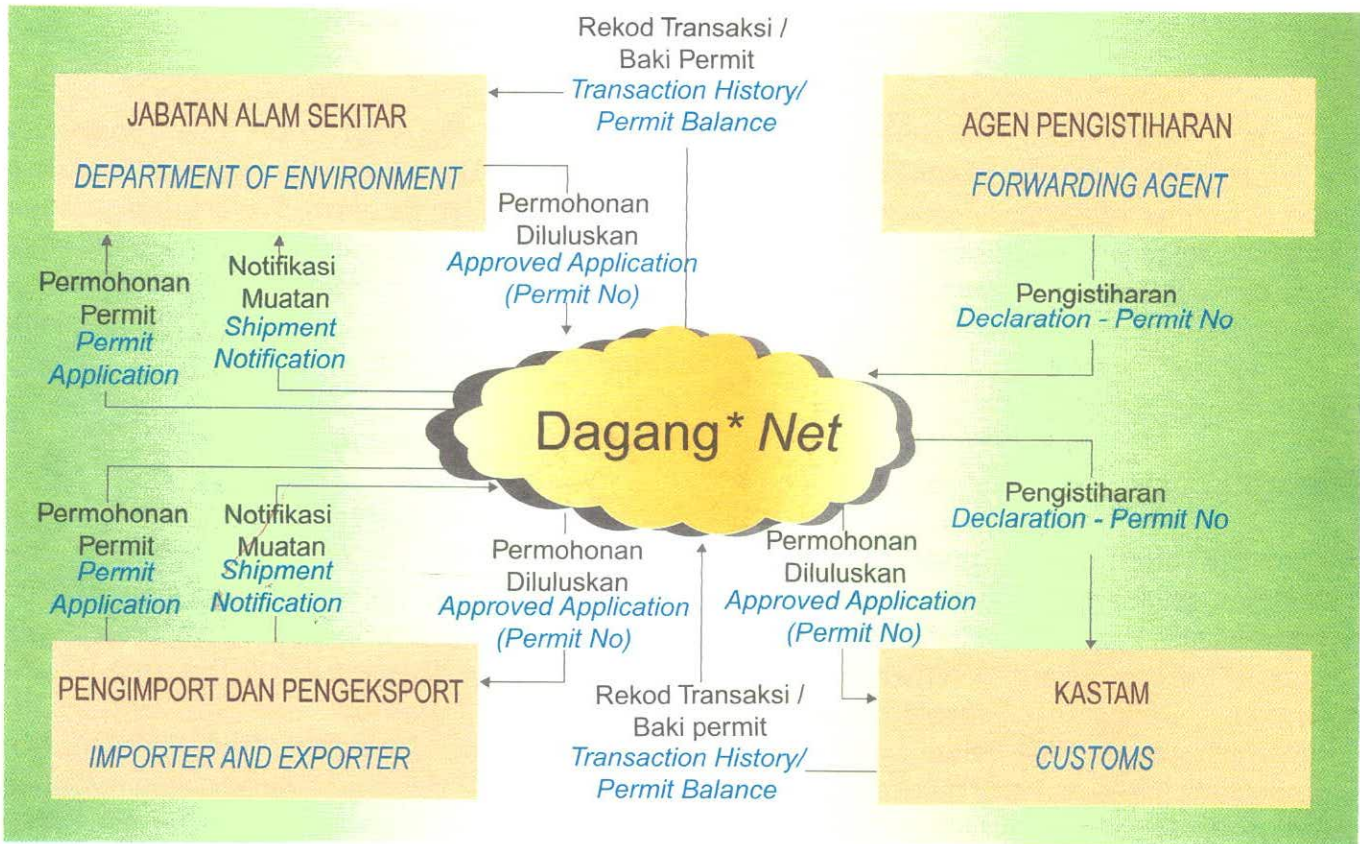 Rekod Transaksi /
Baki Permit
Transaction History/
Permit Balance
JABATAN ALAM SEKITAR
DEPARTMENT OF ENVIRONMENT
AGEN PENGISTIHARAN
FORWARDING AGENT
Permohonan
Diluluskan
Approved Application
(Permit No)
Permohonan
Permit
Permit
Application
Notifikasi
Muatan
Shipment
Notification
Pengistiharan
Declaration - Permit No
Dagang* Net
Permohonan
Permit
Permit
Application
Notifikasi
Muatan
Shipment
Notification
Permohonan
Diluluskan
Approved Application
(Permit No)
Permohonan
Diluluskan
Approved Application
(Permit No)
Pengistiharan
Declaration - Permit No
PENGIMPORT DAN PENGEKSPORT
IMPORTER AND EXPORTER
Rekod Transaksi /
Baki permit
Transaction History/
Permit Balance
KASTAM
CUSTOMS